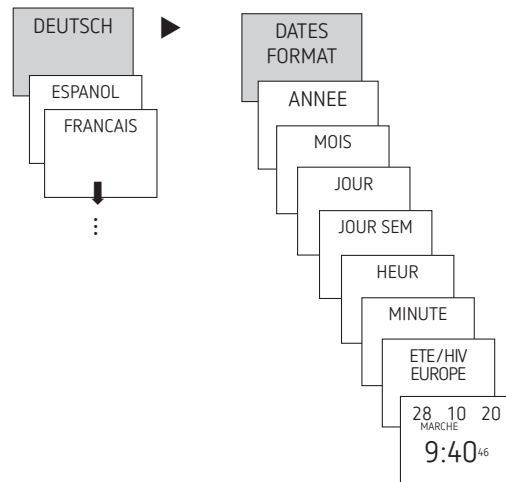 DEUTSCH
ESPANOL
FRANCAIS
DATES
FORMAT
ANNEE
MOIS
JOUR
JOUR SEM
HEUR
MINUTE
ETE/HIV
EUROPE
28 10 20
MARCHE
9:40 46